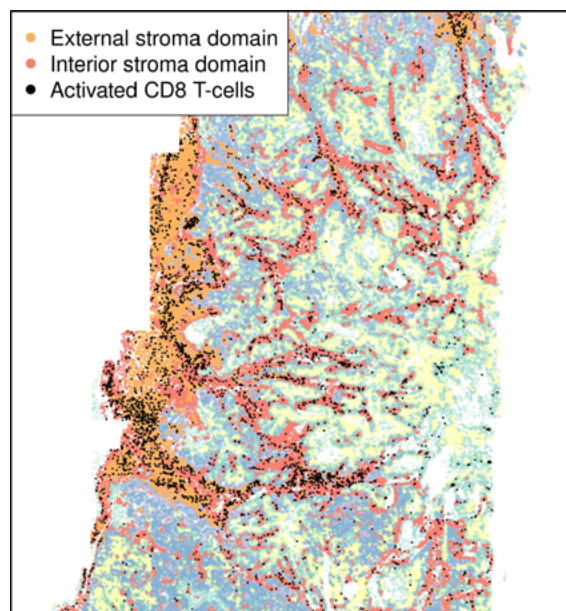 External stroma domain
Interior stroma domain
Activated CD8 T-cells